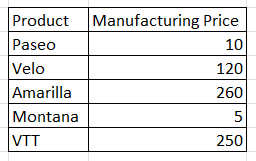 Product Manufacturing Price
Paseo 10
Velo 120
Amarilla 260
Montana 5
VTT 250